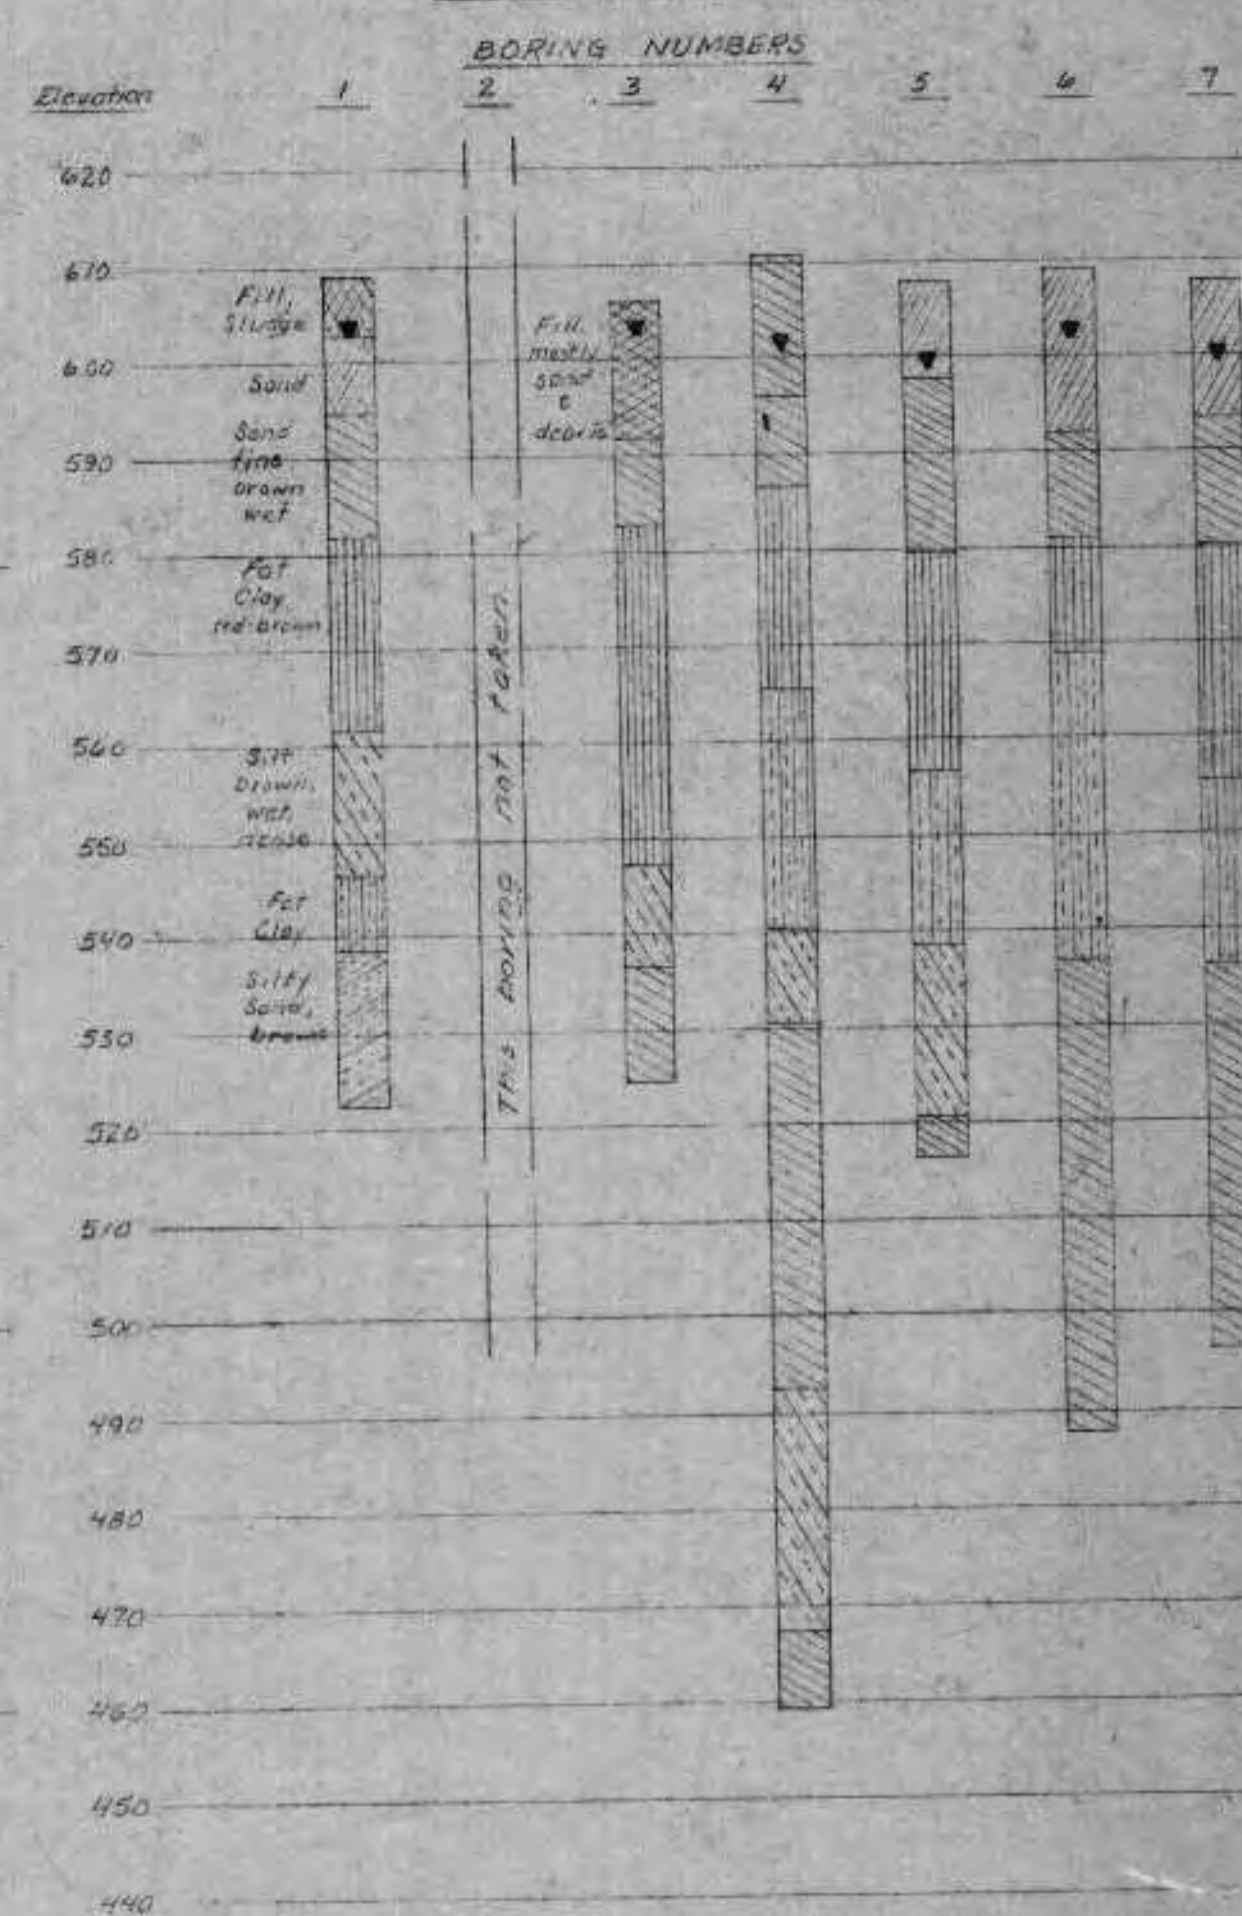 BORING NUMBERS
Elevation 1 2 3 4 5 6 7
620
610
Fill,
Sludge
600
Sand
Sand
fine
brown
wet
590
580
Fat
Clay
red-brown
570
560
Silt
Brown,
wet,
dense
550
Fat
Clay
540
Silty
Sand,
brown
530
520
510
500
490
480
470
460
450
440
This boring not taken.
Fill,
mostly
sand
&
debris